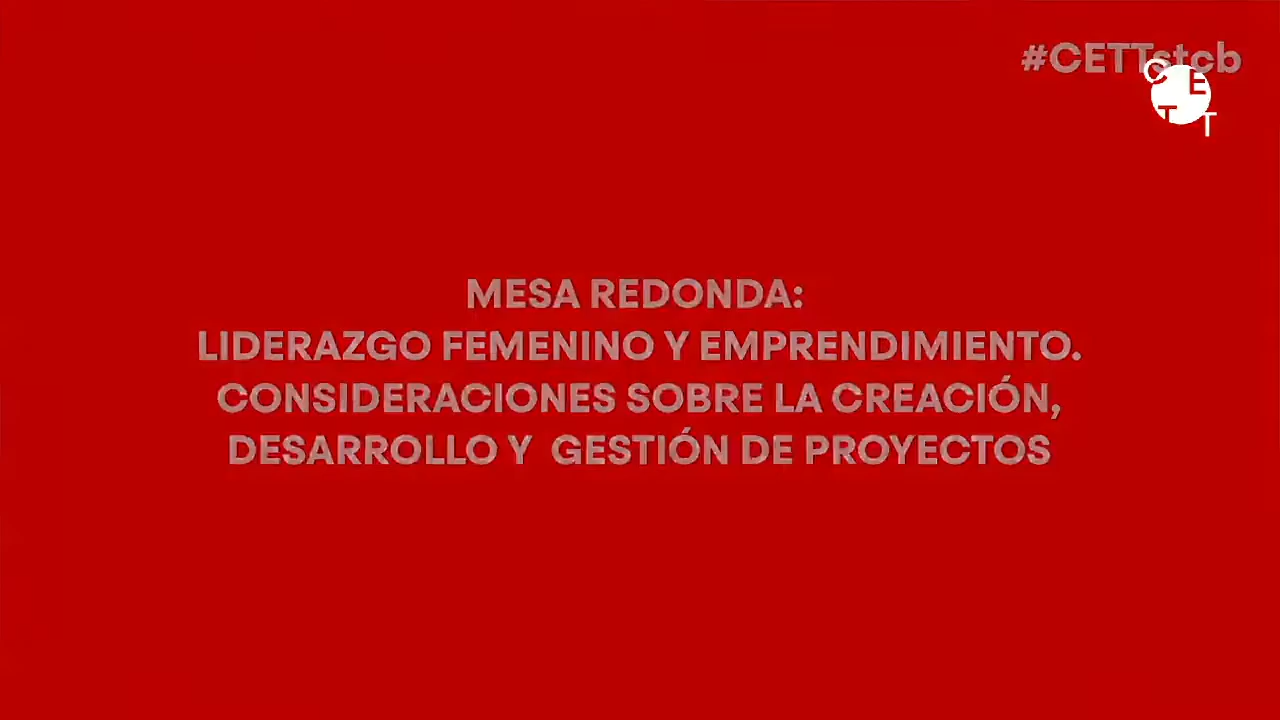 #CETTstcb
C E
T T
MESA REDONDA:
LIDERAZGO FEMENINO Y EMPRENDIMIENTO.
CONSIDERACIONES SOBRE LA CREACIÓN,
DESARROLLO Y GESTIÓN DE PROYECTOS